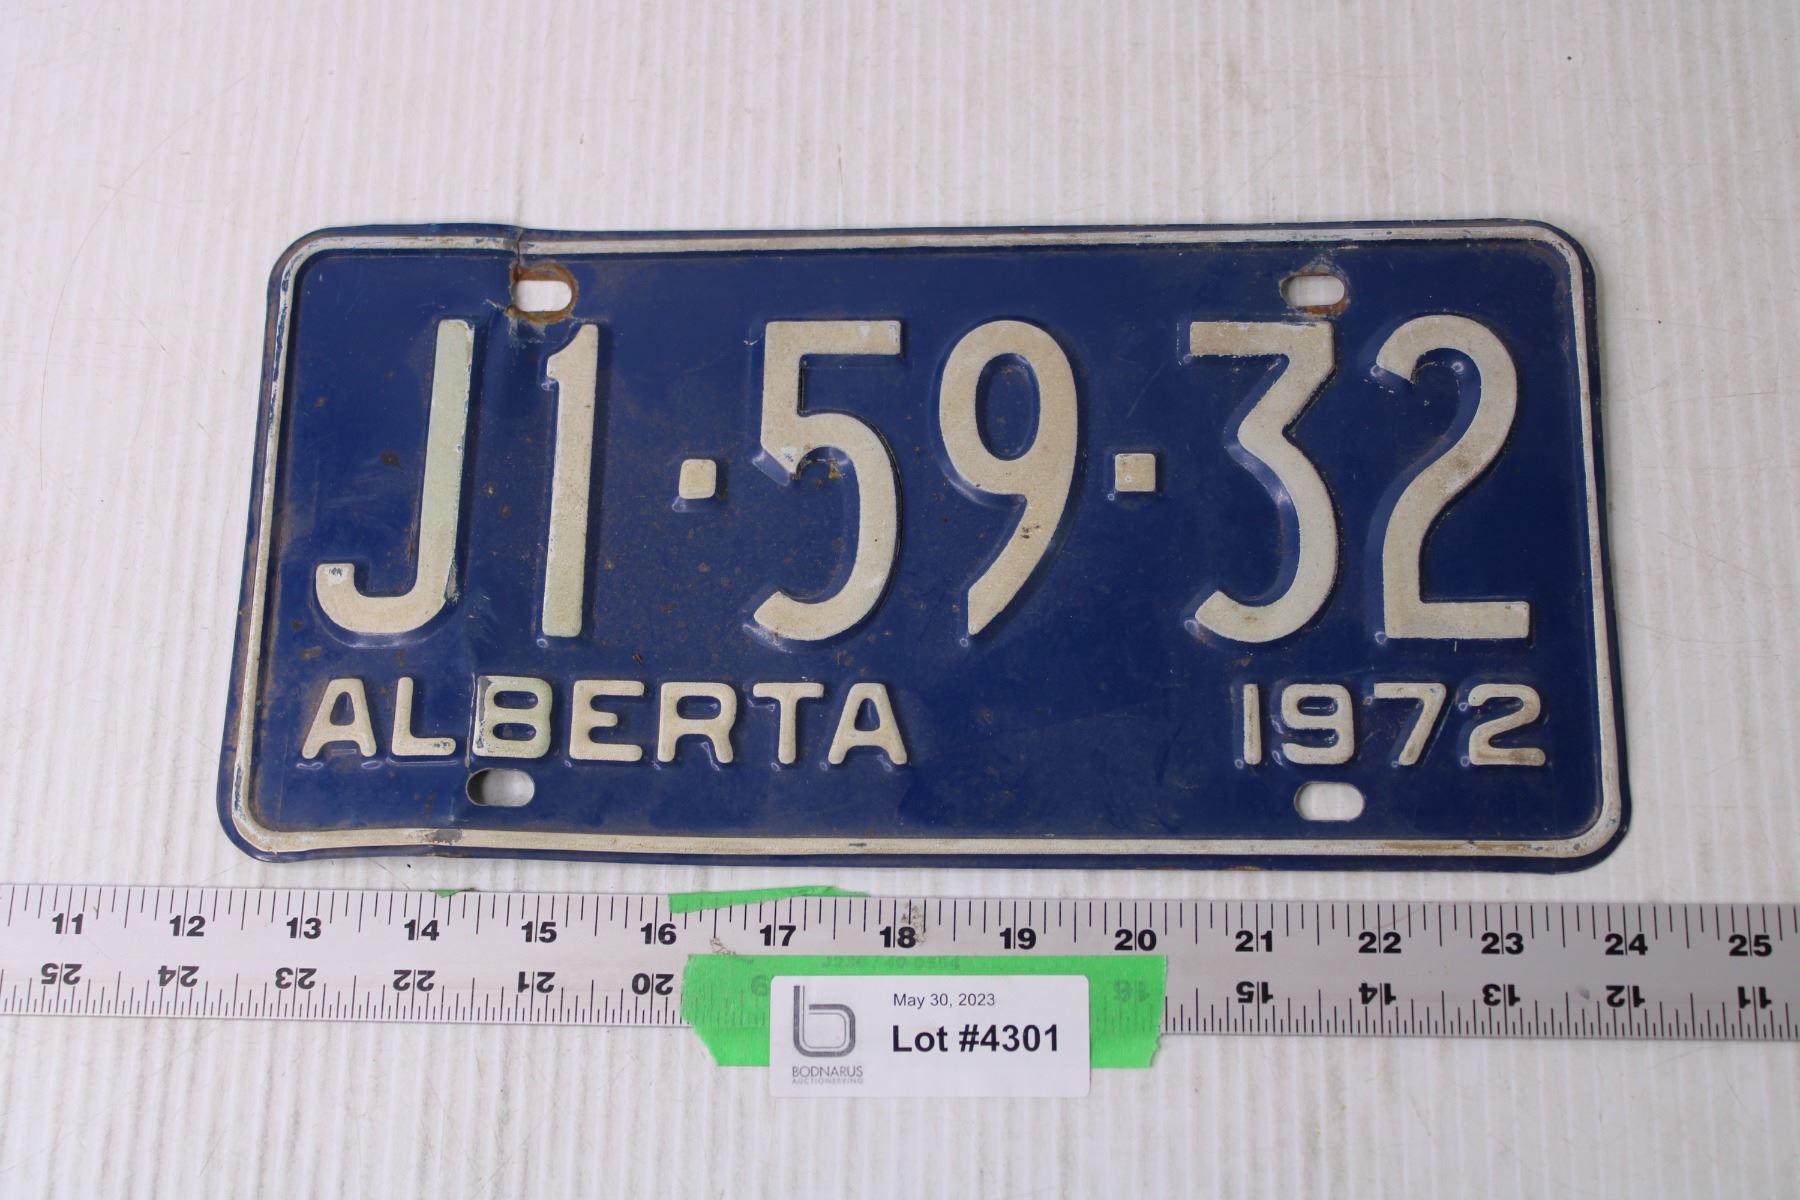 J1·59·32
ALBERTA 1972
11 12 13 14 15 16 17 18 19 20 21 22 23 24 25
25 24 23 22 21 20 16 15 14 13 12 11
May 30, 2023
Lot #4301
b
BODNARUS
AUCTIONEERING